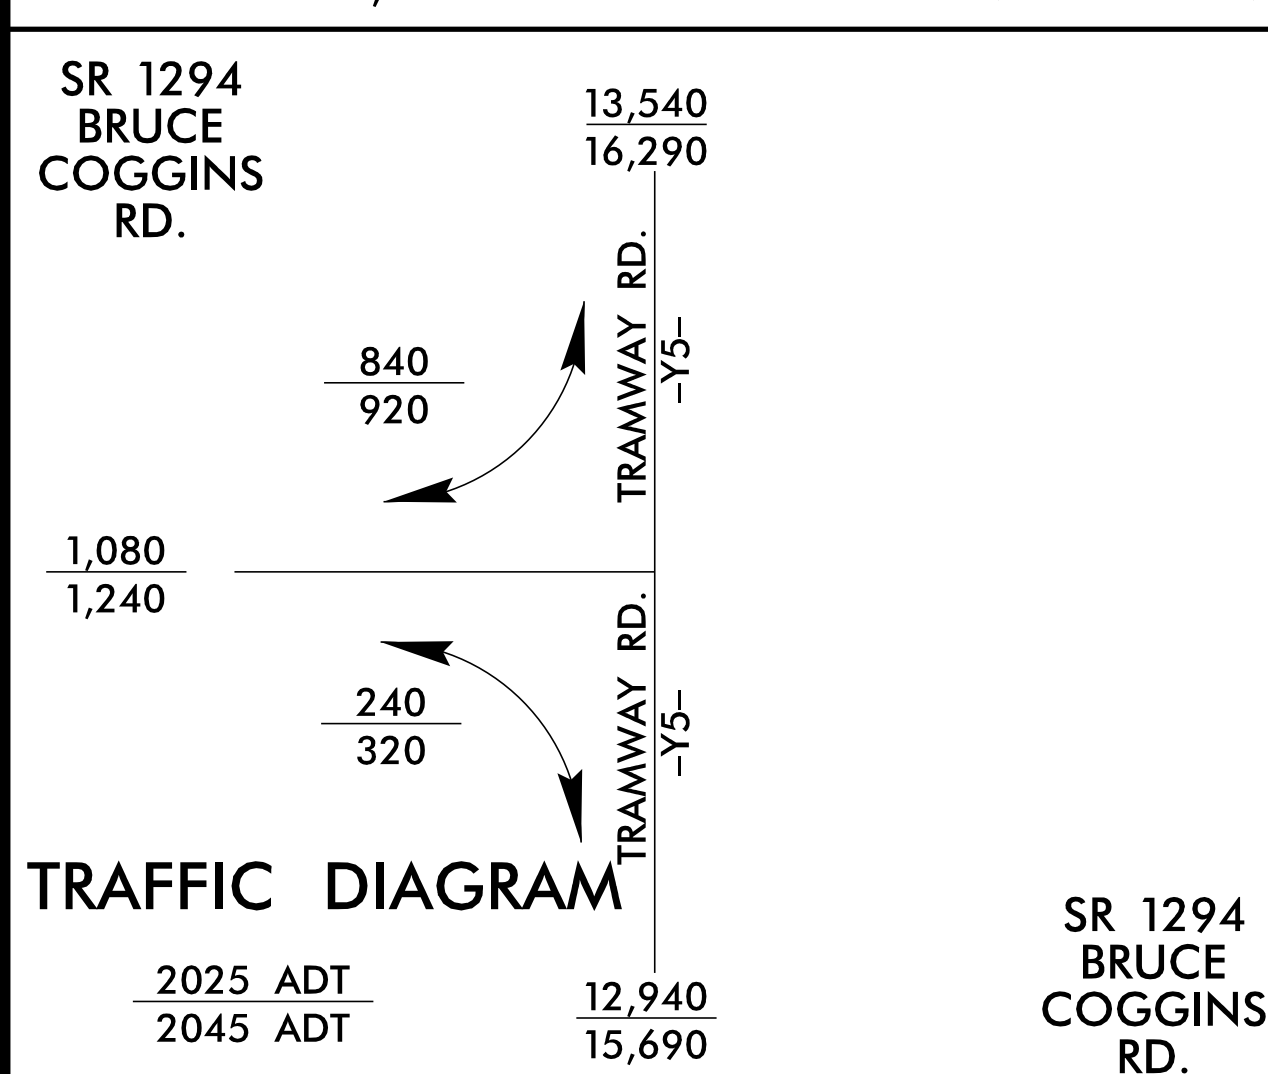 SR 1294
BRUCE
COGGINS
RD.
13,540
16,290
TRAMWAY RD.
-Y5-
840
920
1,080
1,240
TRAMWAY RD.
-Y5-
240
320
TRAFFIC DIAGRAM
2025 ADT
2045 ADT
12,940
15,690
SR 1294
BRUCE
COGGINS
RD.